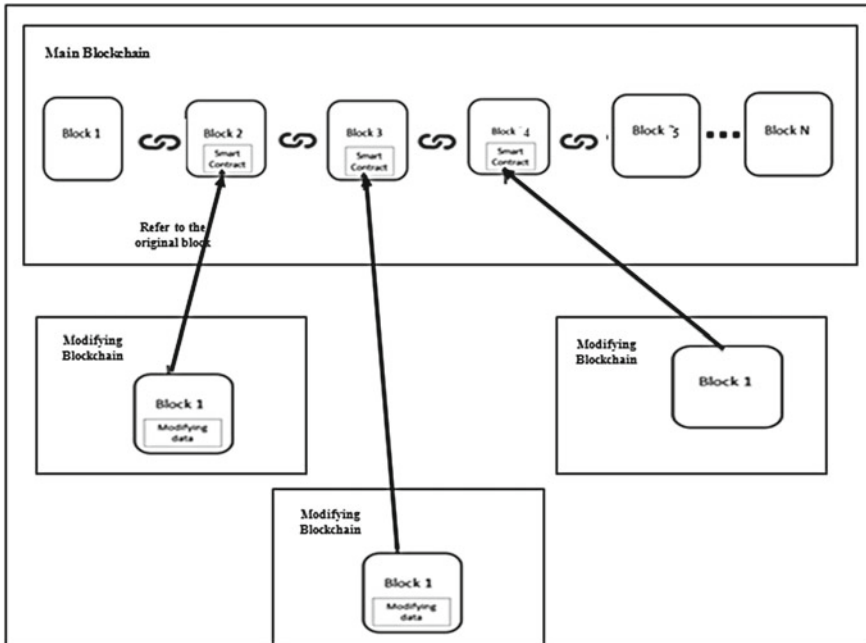 Main Blockchain
Block 1
Block 2
Smart
Contract
Block 3
Smart
Contract
Block `4
Smart
Contract
Block ˜5
Block N
Refer to the
original block
Modifying
Blockchain
Block 1
Modifying
data
Modifying
Blockchain
Block 1
Modifying
Blockchain
Block 1
Modifying
data